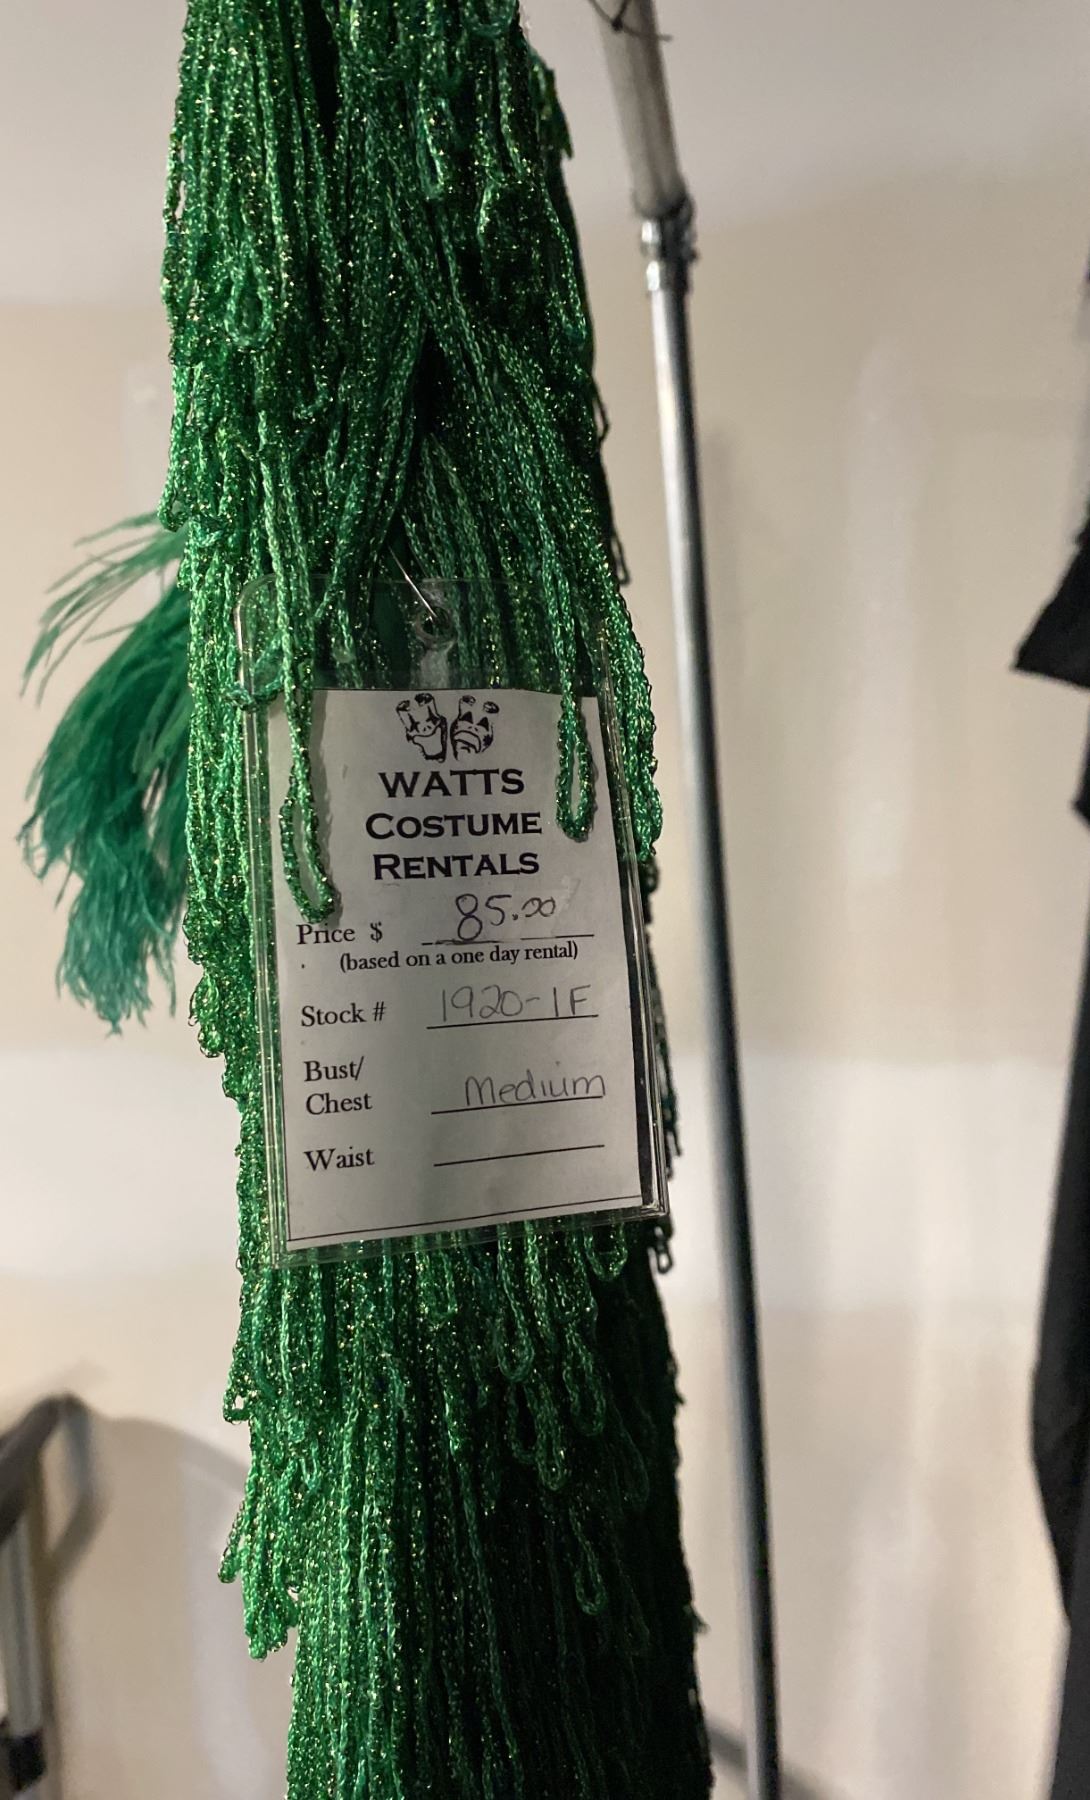 WATTS
COSTUME
RENTALS
Price $ 85.00
(based on a one day rental)
Stock # 1920-1F
Bust/
Chest Medium
Waist